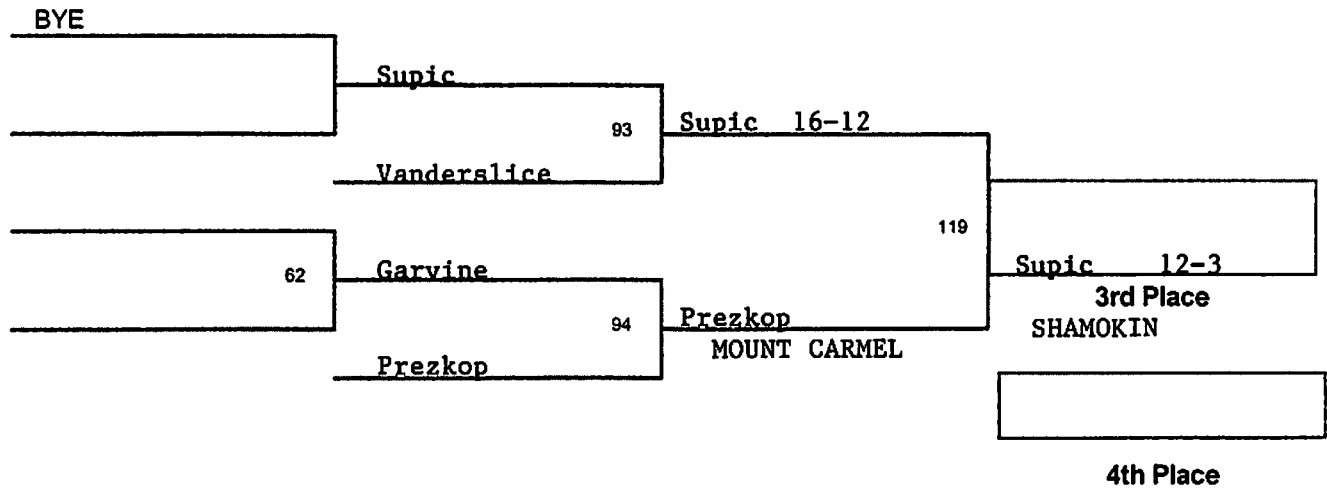 BYE
Supic
93
Supic 16-12
Vanderslice
119
62
Garvine
Supic 12-3
3rd Place
94
Prezkop
SHAMOKIN
MOUNT CARMEL
Prezkop
4th Place